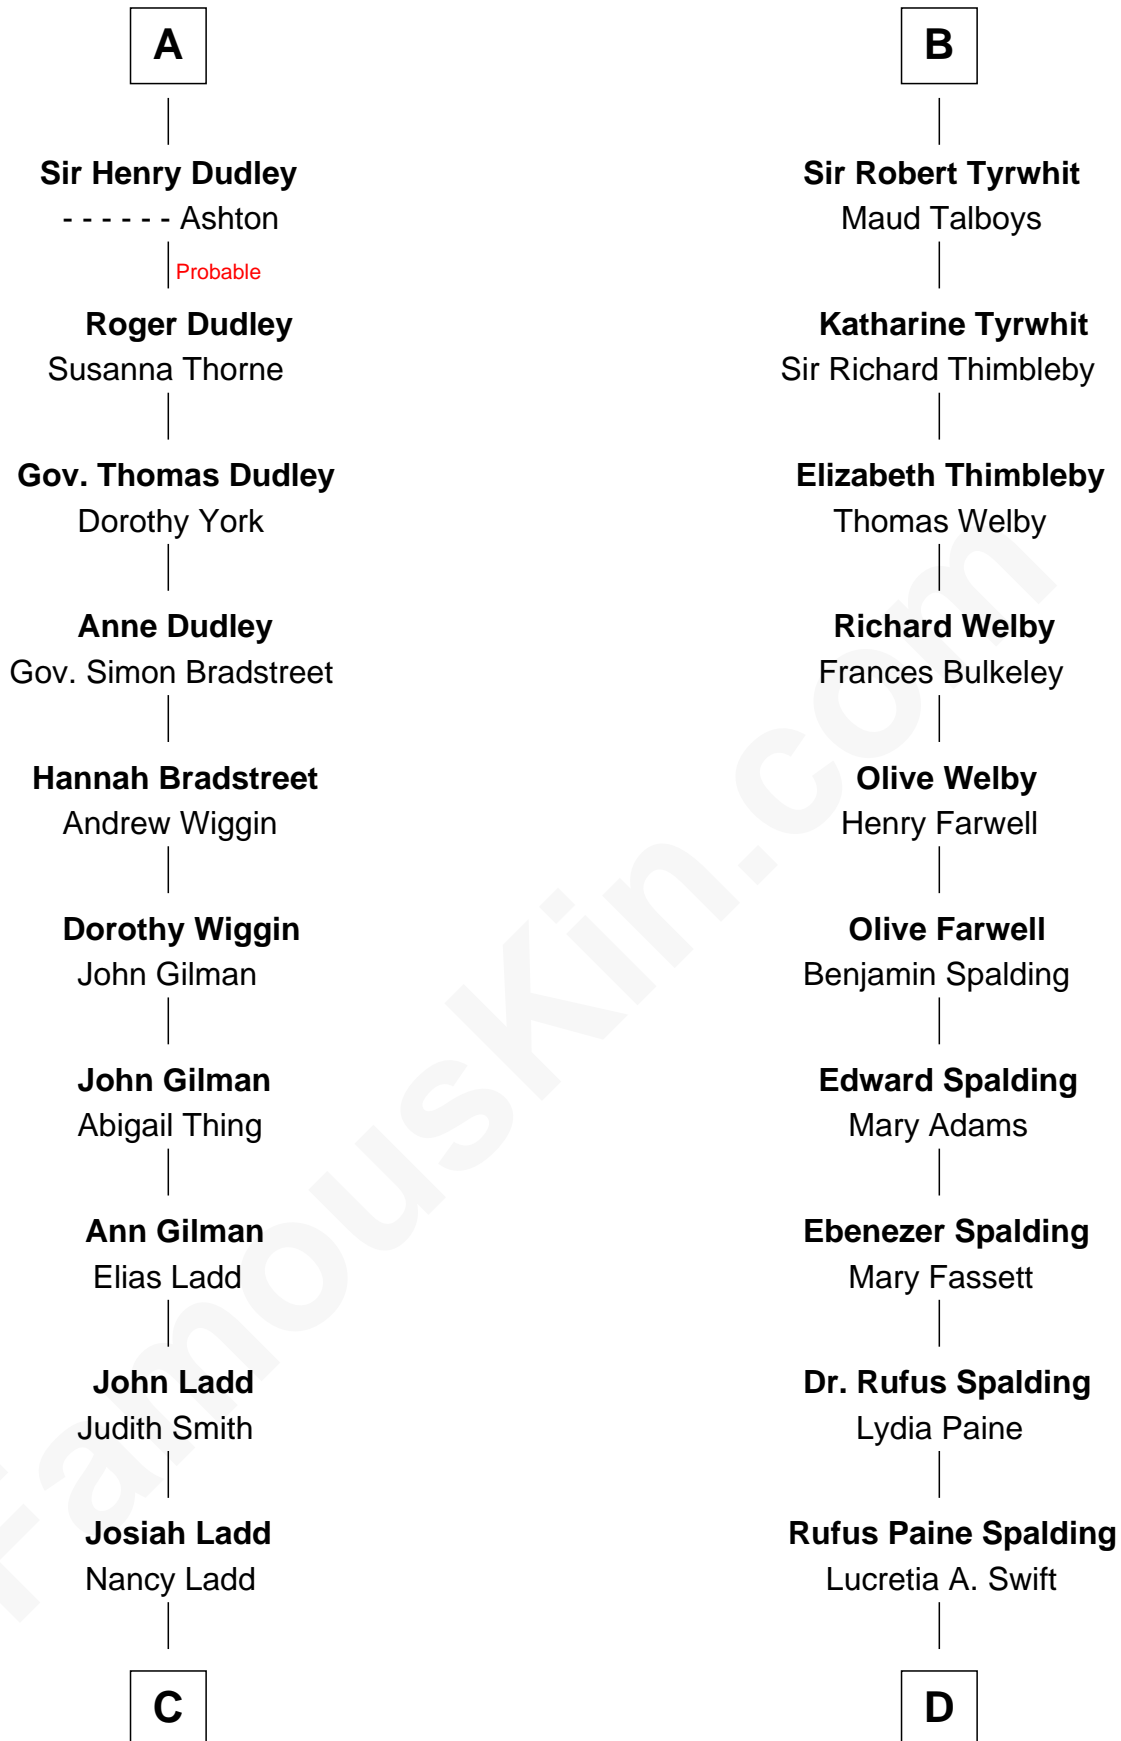 A
Sir Henry Dudley
- - - - - - Ashton
Probable
Roger Dudley
Susanna Thorne
Gov. Thomas Dudley
Dorothy York
Anne Dudley
Gov. Simon Bradstreet
Hannah Bradstreet
Andrew Wiggin
Dorothy Wiggin
John Gilman
John Gilman
Abigail Thing
Ann Gilman
Elias Ladd
John Ladd
Judith Smith
Josiah Ladd
Nancy Ladd
C
B
Sir Robert Tyrwhit
Maud Talboys
Katharine Tyrwhit
Sir Richard Thimbleby
Elizabeth Thimbleby
Thomas Welby
Richard Welby
Frances Bulkeley
Olive Welby
Henry Farwell
Olive Farwell
Benjamin Spalding
Edward Spalding
Mary Adams
Ebenezer Spalding
Mary Fassett
Dr. Rufus Spalding
Lydia Paine
Rufus Paine Spalding
Lucretia A. Swift
D
FamousKin.com